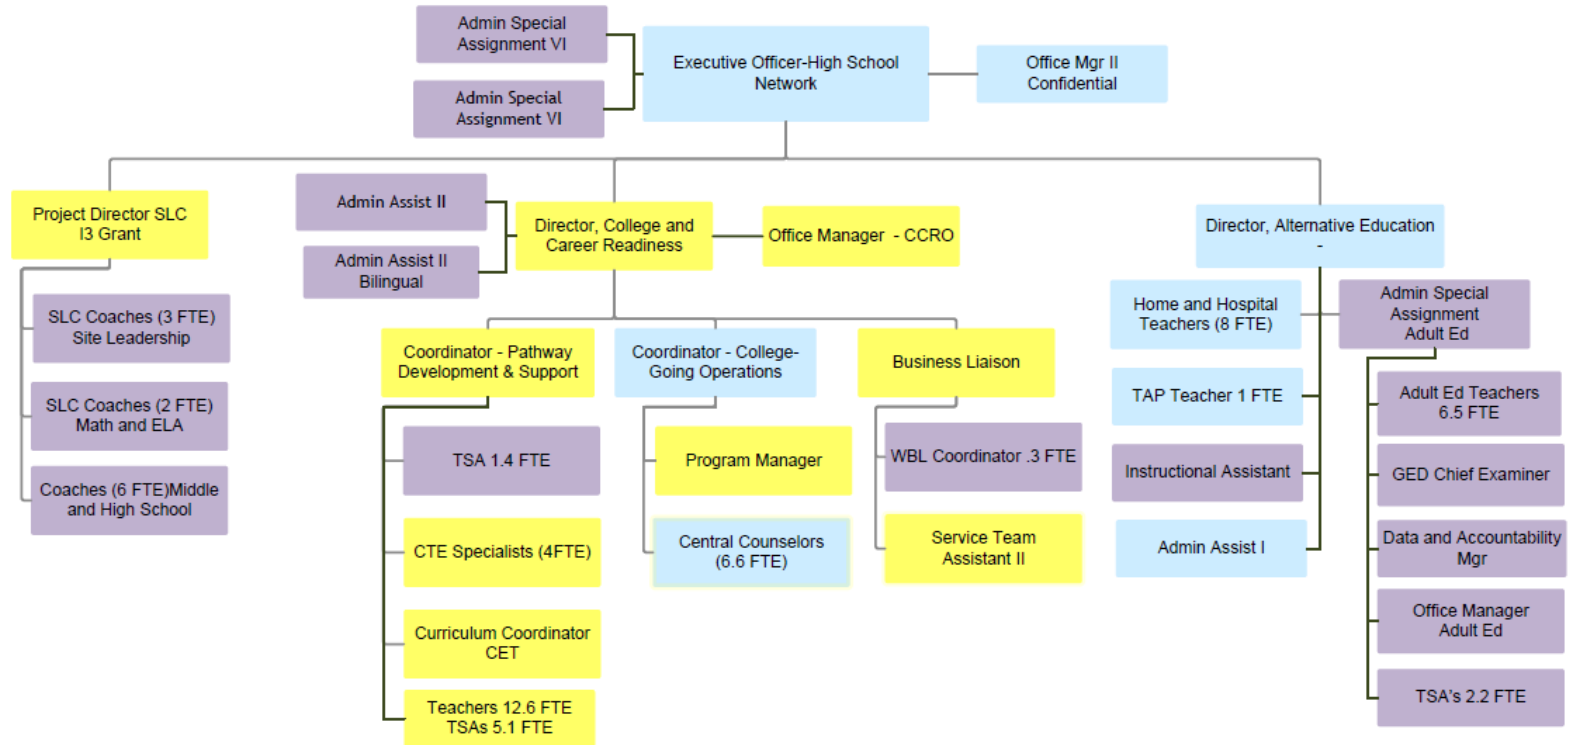 Admin Special
Assignment VI
Executive Officer-High School
Network
Office Mgr II
Confidential
Admin Special
Assignment VI
Project Director SLC
I3 Grant
Admin Assist II
Director, College and
Career Readiness
Office Manager  - CCRO
Admin Assist II
Bilingual
Director, Alternative Education
-
SLC Coaches (3 FTE)
Site Leadership
SLC Coaches (2 FTE)
Math and ELA
Coaches (6 FTE)Middle
and High School
Coordinator - Pathway
Development & Support
TSA 1.4 FTE
CTE Specialists (4FTE)
Curriculum Coordinator
CET
Teachers 12.6 FTE
TSAs 5.1 FTE
Coordinator - College-
Going Operations
Program Manager
Central Counselors
(6.6 FTE)
Business Liaison
WBL Coordinator .3 FTE
Service Team
Assistant II
Home and Hospital
Teachers (8 FTE)
TAP Teacher 1 FTE
Instructional Assistant
Admin Assist I
Admin Special
Assignment
Adult Ed
Adult Ed Teachers
6.5 FTE
GED Chief Examiner
Data and Accountability
Mgr
Office Manager
Adult Ed
TSA's 2.2 FTE